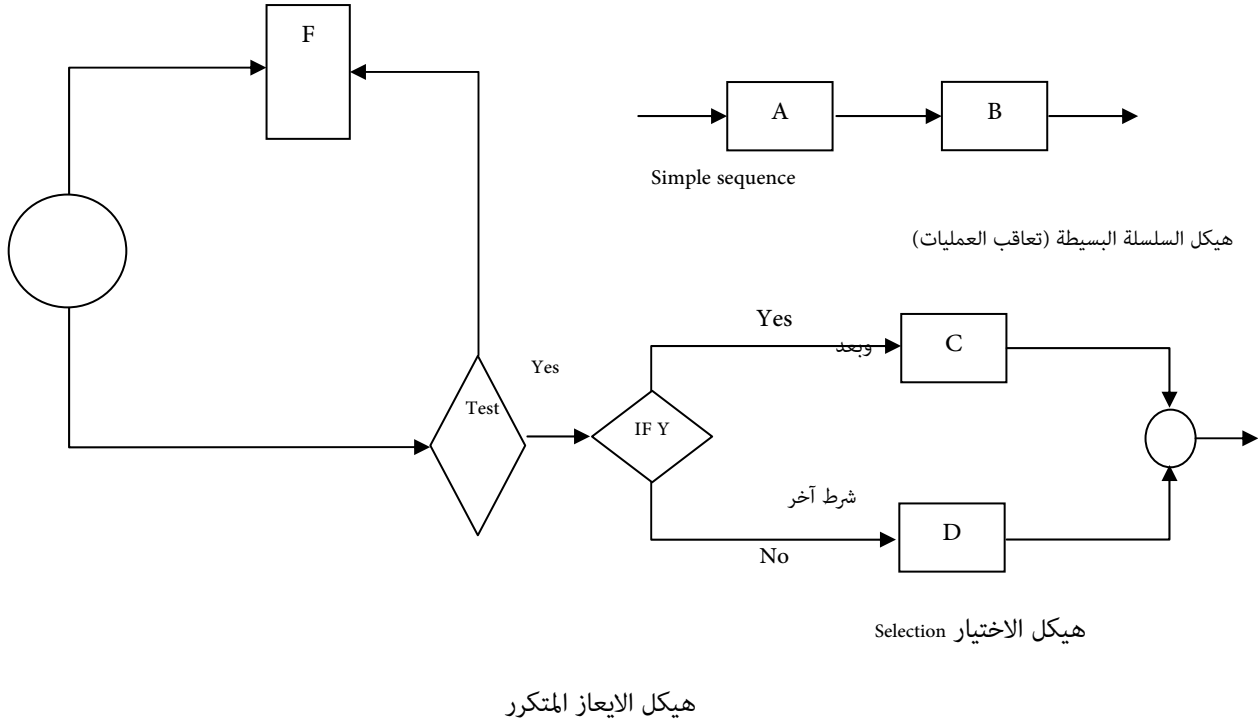 F
A
B
Simple sequence
هيكل السلسلة البسيطة (تعاقب العمليات)
Yes
وبعد
C
Yes
Test
IF Y
شرط آخر
D
No
هيكل الاختيار Selection
هيكل الايعاز المتكرر